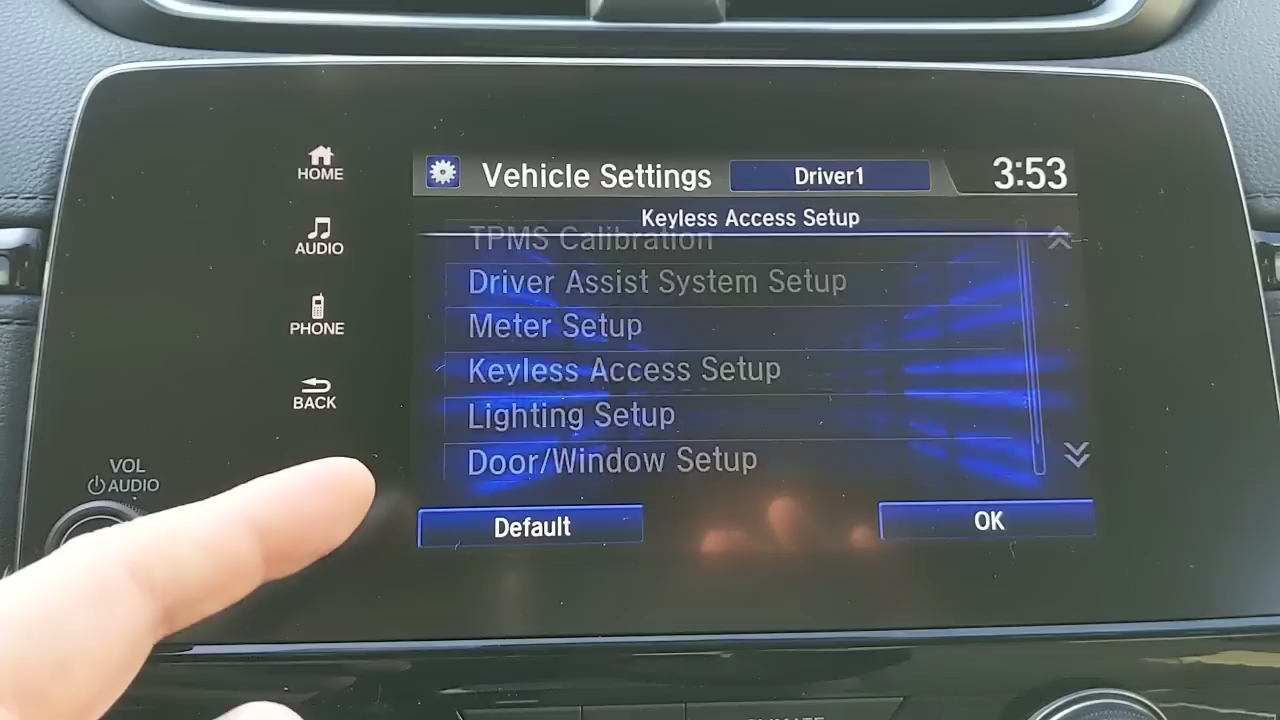 HOME
AUDIO
PHONE
BACK
VOL
AUDIO
Vehicle Settings
Driver1
3:53
Keyless Access Setup
TPMS Calibration
Driver Assist System Setup
Meter Setup
Keyless Access Setup
Lighting Setup
Door/Window Setup
Default
OK